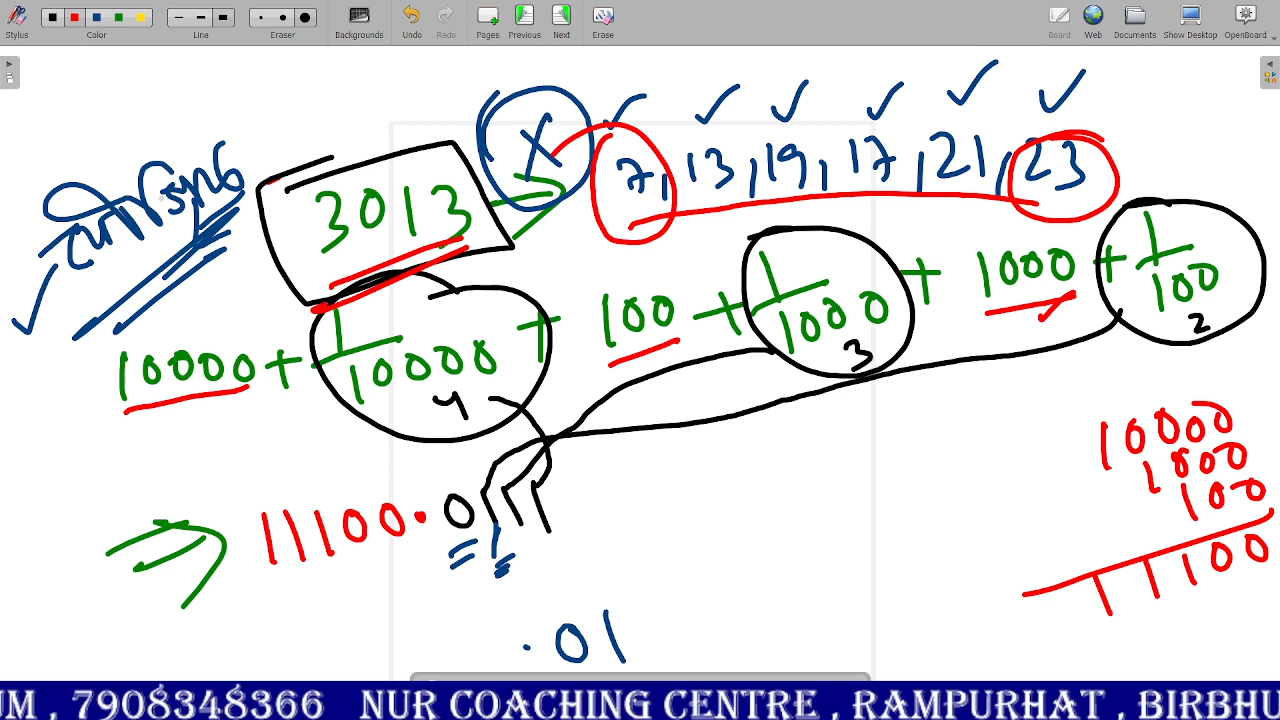 Stylus Color Line Eraser Backgrounds Undo Redo Pages Previous Next Erase Board Web Documents Show Desktop OpenBoard
X 7, 13, 19, 17, 21, 23
3013
10000 + 1/10000 + 100 + 1/1000 + 1000 + 1/100
4 3 2
10000
1000
100
11100
11100.0111
.01
UM , 7908348366 NUR COACHING CENTRE , RAMPURHAT , BIRBHU